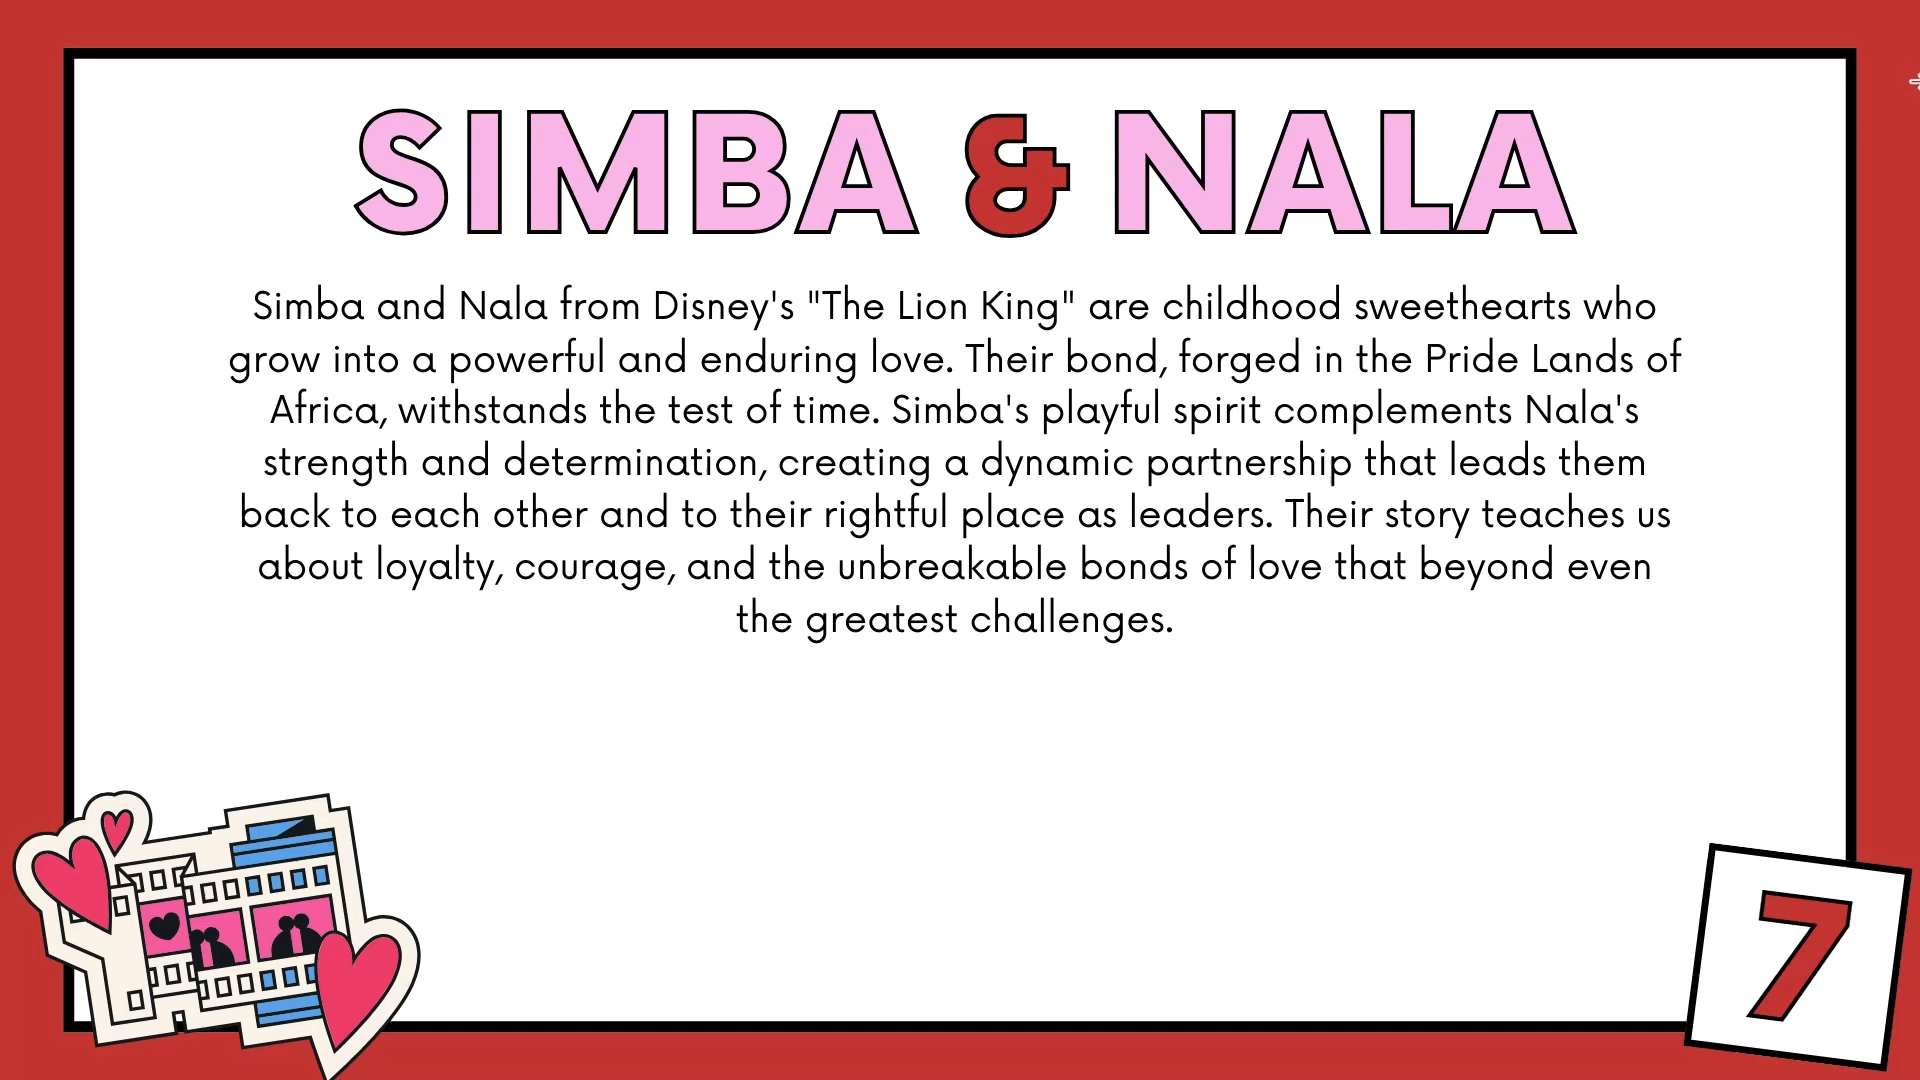 SIMBA & NALA
Simba and Nala from Disney's "The Lion King" are childhood sweethearts who
grow into a powerful and enduring love. Their bond, forged in the Pride Lands of
Africa, withstands the test of time. Simba's playful spirit complements Nala's
strength and determination, creating a dynamic partnership that leads them
back to each other and to their rightful place as leaders. Their story teaches us
about loyalty, courage, and the unbreakable bonds of love that beyond even
the greatest challenges.
7